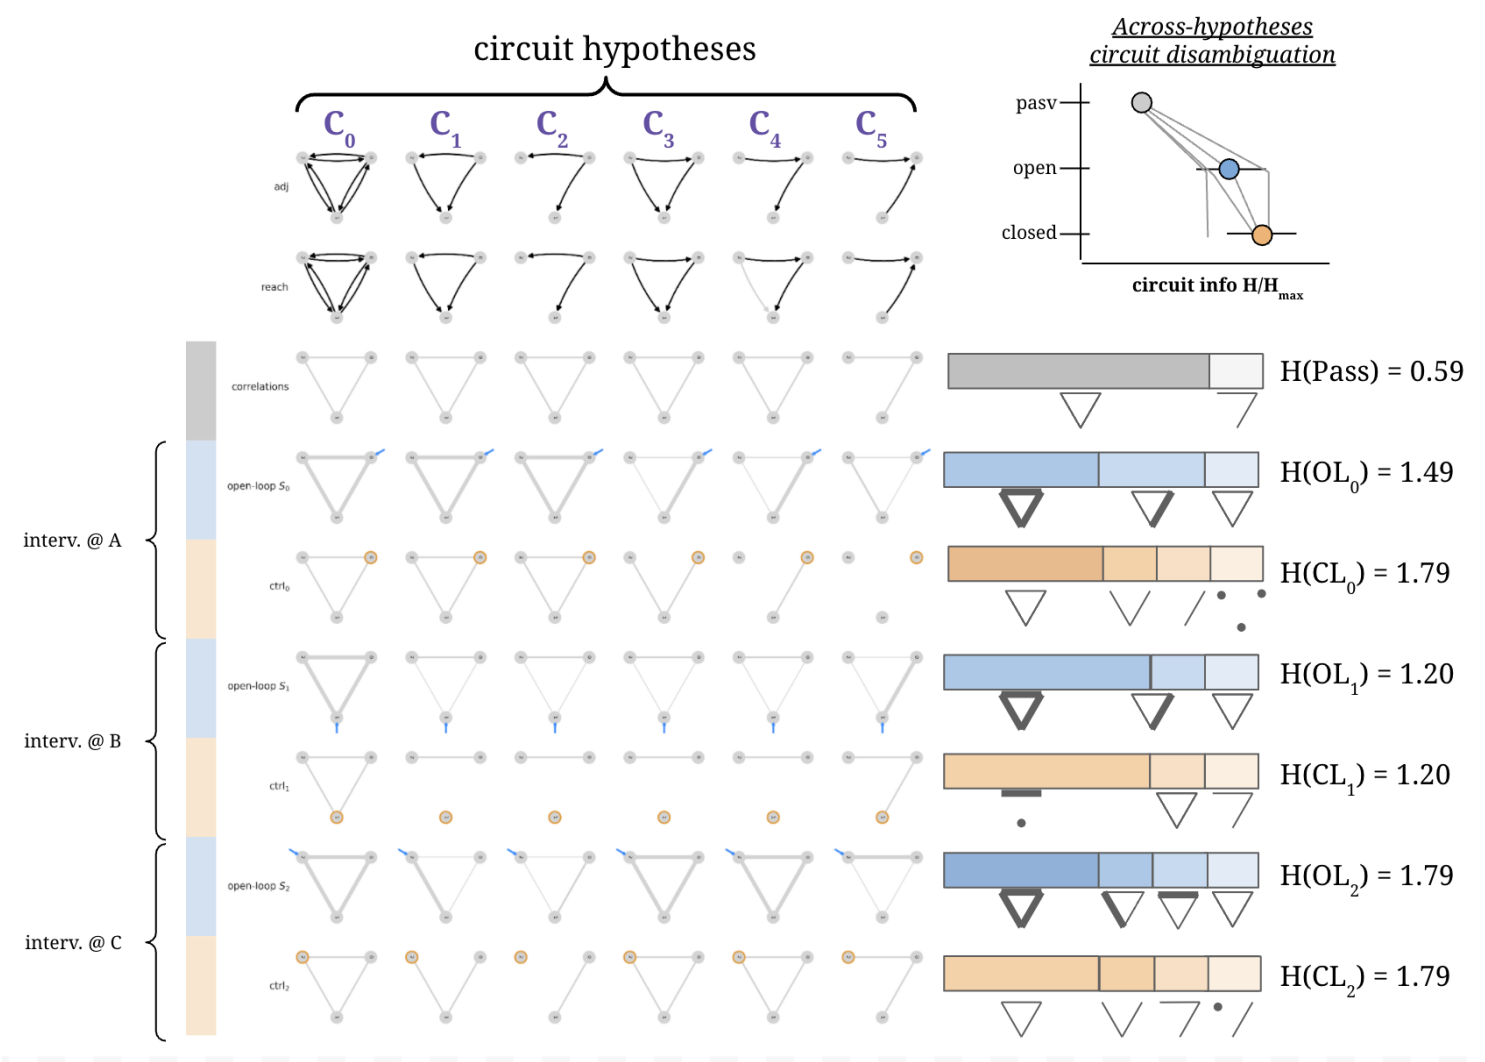 Across-hypotheses
circuit disambiguation
circuit hypotheses
pasv
open
closed
circuit info H/Hmax
C0 C1 C2 C3 C4 C5
adj
reach
correlations
H(Pass) = 0.59
open-loop S0
H(OL0) = 1.49
interv. @ A
ctrl0
H(CL0) = 1.79
open-loop S1
H(OL1) = 1.20
interv. @ B
ctrl1
H(CL1) = 1.20
open-loop S2
H(OL2) = 1.79
interv. @ C
ctrl2
H(CL2) = 1.79